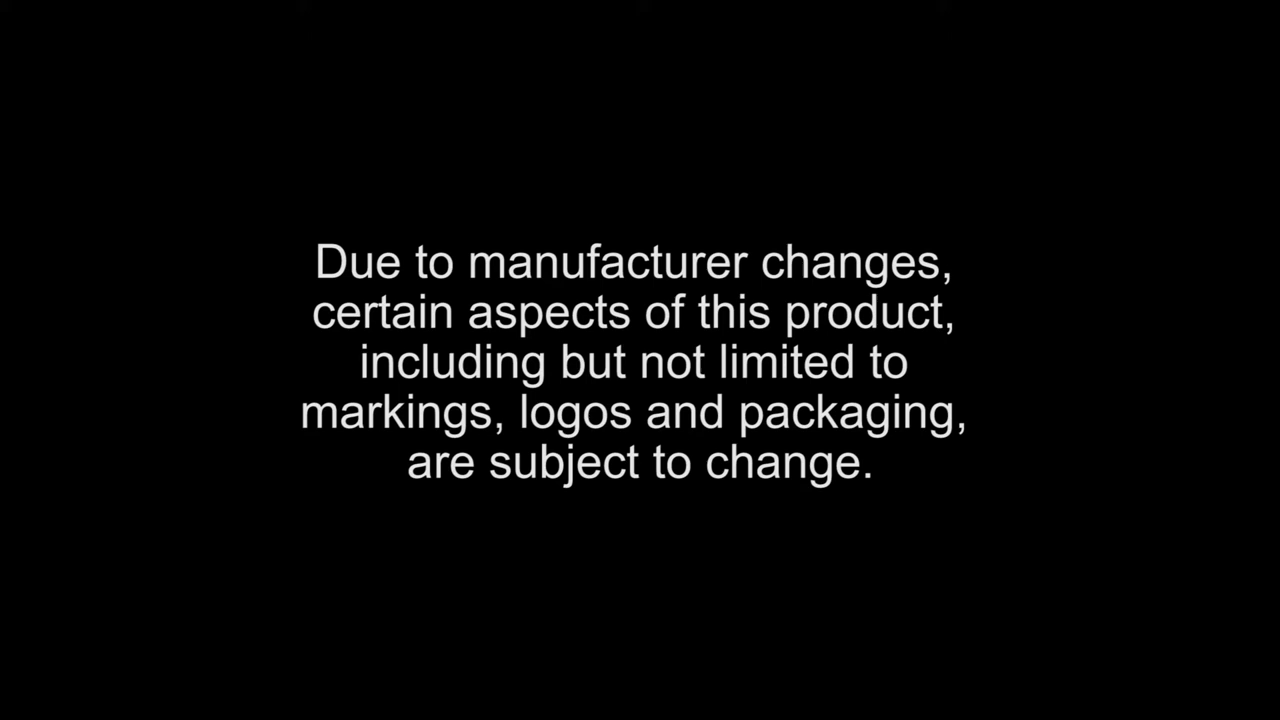 Due to manufacturer changes,
certain aspects of this product,
including but not limited to
markings, logos and packaging,
are subject to change.